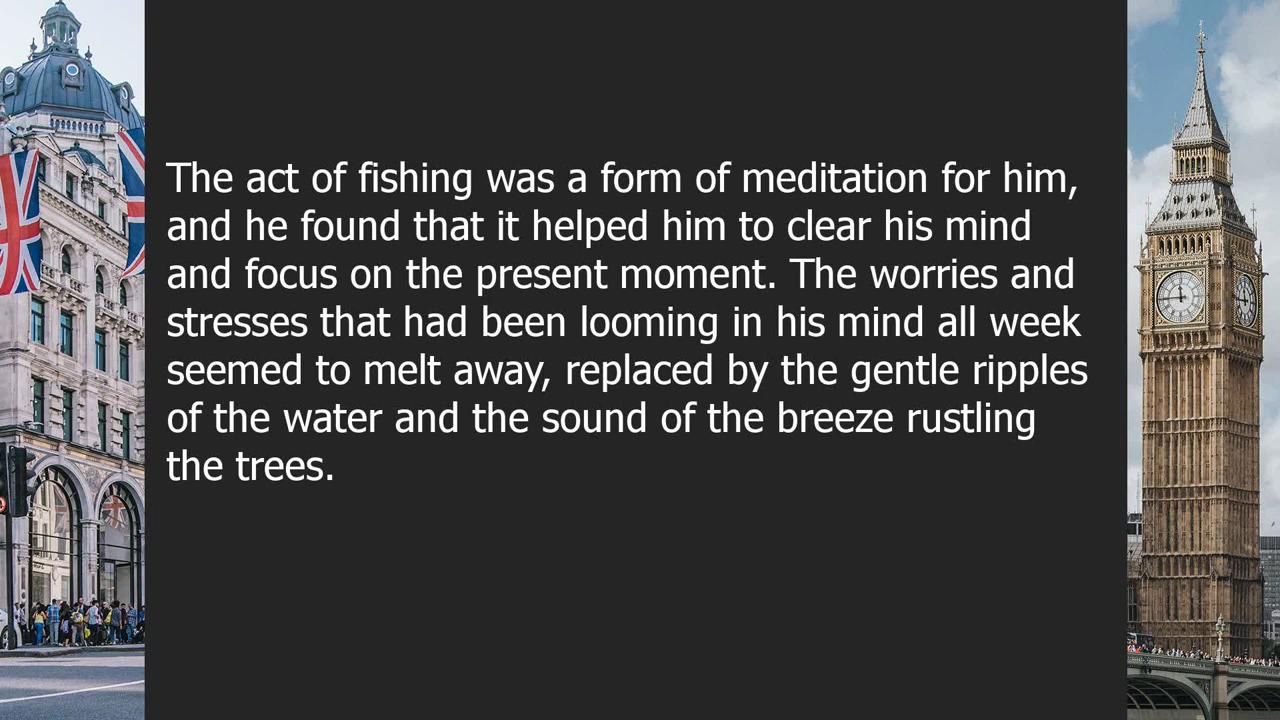 The act of fishing was a form of meditation for him,
and he found that it helped him to clear his mind
and focus on the present moment. The worries and
stresses that had been looming in his mind all week
seemed to melt away, replaced by the gentle ripples
of the water and the sound of the breeze rustling
the trees.